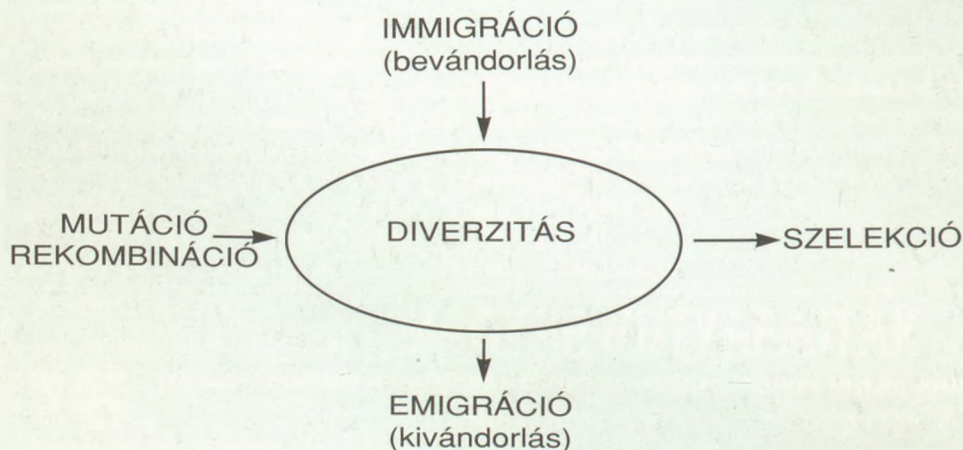 IMMIGRÁCIÓ
(bevándorlás)
MUTÁCIÓ
REKOMBINÁCIÓ
DIVERZITÁS
SZELEKCIÓ
EMIGRÁCIÓ
(kivándorlás)